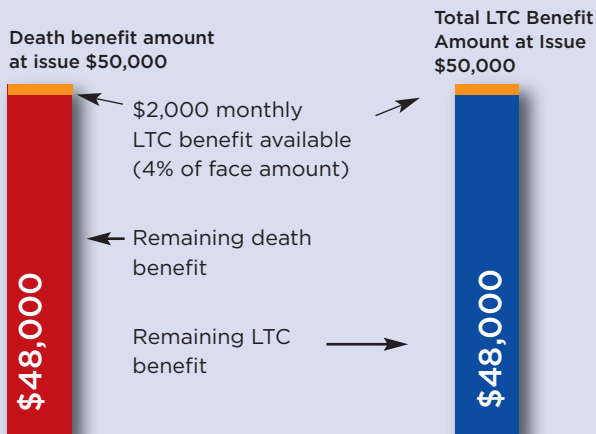 Death benefit amount
at issue $50,000
Total LTC Benefit
Amount at Issue
$50,000
$2,000 monthly
LTC benefit available
(4% of face amount)
Remaining death
benefit
Remaining LTC
benefit
$48,000
$48,000